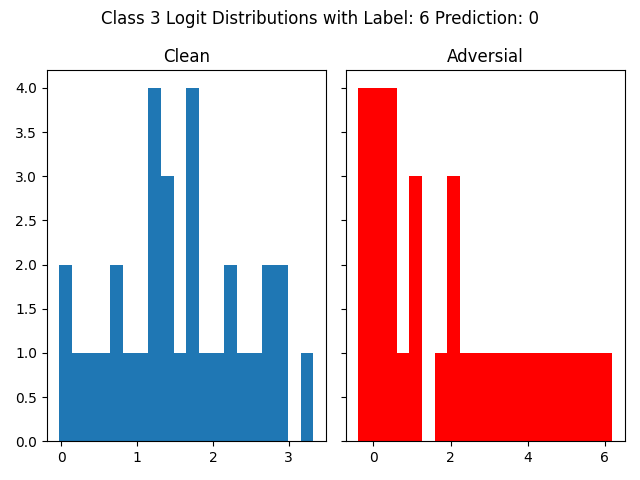 Class 3 Logit Distributions with Label: 6 Prediction: 0
Clean
Adversial
4.0
3.5
3.0
2.5
2.0
1.5
1.0
0.5
0.0
0 1 2 3
0 2 4 6